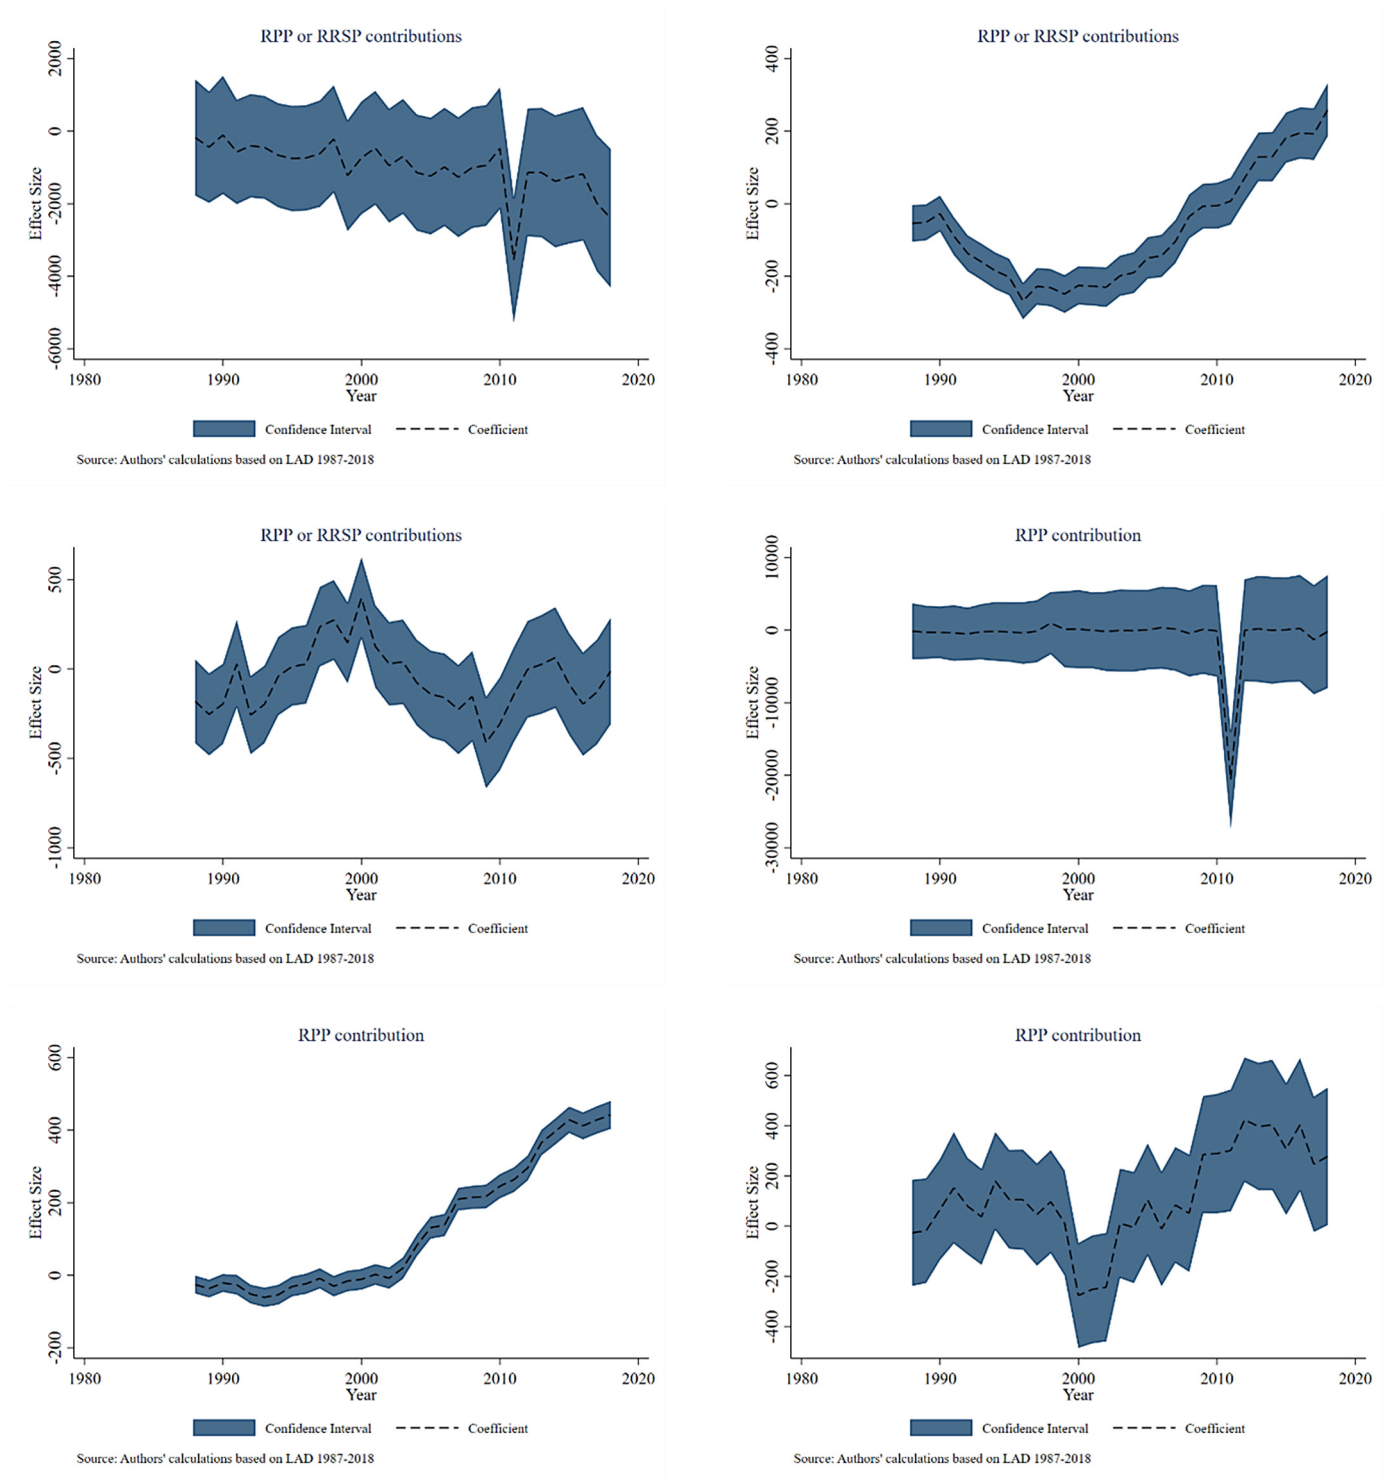 RPP or RRSP contributions
Effect Size
2000
0
-2000
-4000
-6000
1980 1990 2000 2010 2020
Year
Confidence Interval Coefficient
Source: Authors' calculations based on LAD 1987-2018
RPP or RRSP contributions
Effect Size
400
200
0
-200
-400
1980 1990 2000 2010 2020
Year
Confidence Interval Coefficient
Source: Authors' calculations based on LAD 1987-2018
RPP or RRSP contributions
Effect Size
500
0
-500
-1000
1980 1990 2000 2010 2020
Year
Confidence Interval Coefficient
Source: Authors' calculations based on LAD 1987-2018
RPP contribution
Effect Size
10000
0
-10000
-20000
-30000
1980 1990 2000 2010 2020
Year
Confidence Interval Coefficient
Source: Authors' calculations based on LAD 1987-2018
RPP contribution
Effect Size
600
400
200
0
-200
1980 1990 2000 2010 2020
Year
Confidence Interval Coefficient
Source: Authors' calculations based on LAD 1987-2018
RPP contribution
Effect Size
600
400
200
0
-200
-400
1980 1990 2000 2010 2020
Year
Confidence Interval Coefficient
Source: Authors' calculations based on LAD 1987-2018